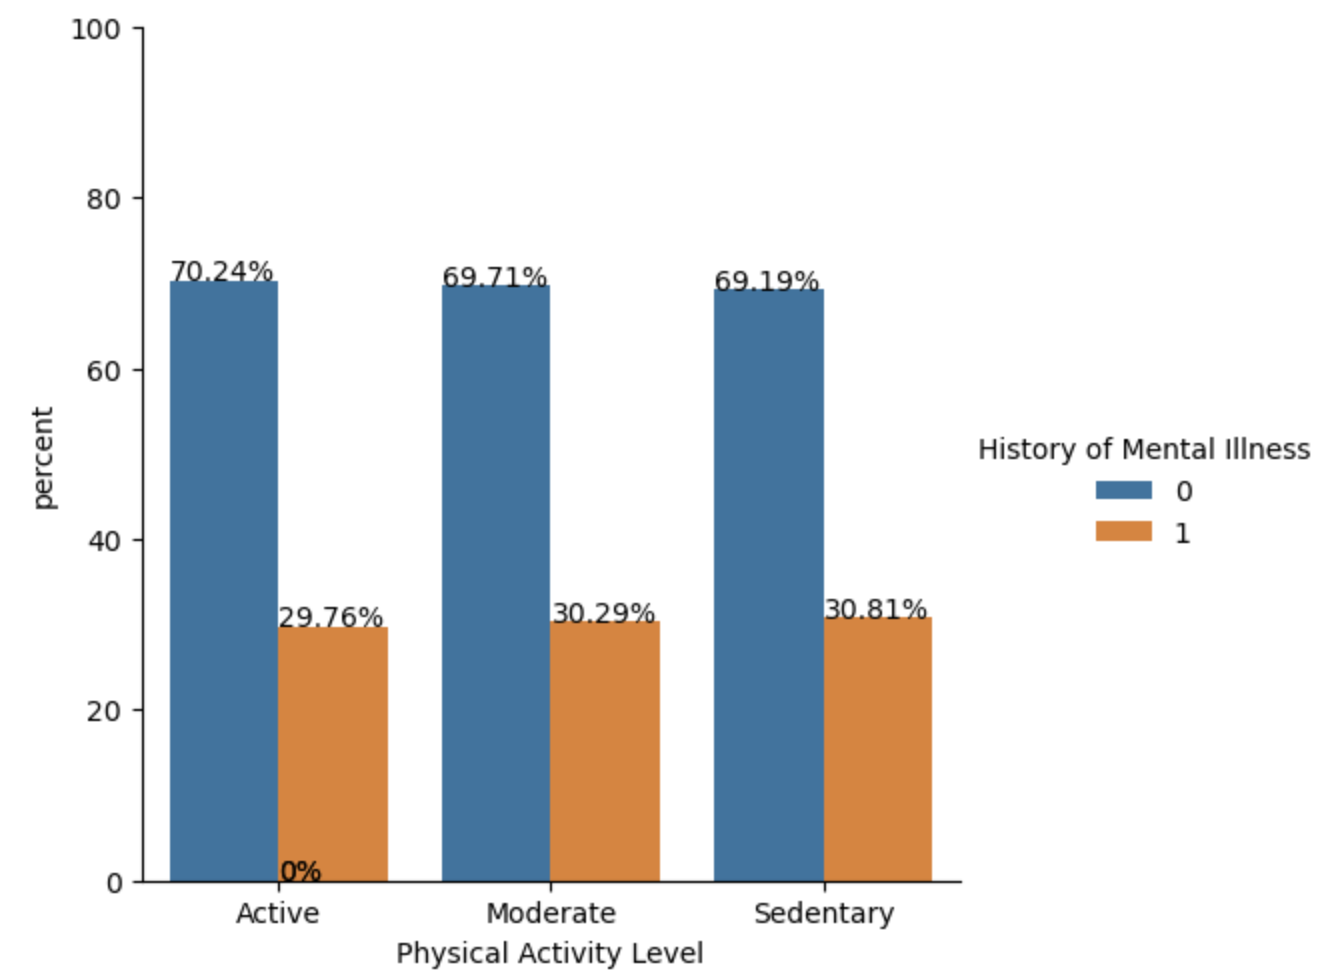 100
80
60
40
20
0
percent
70.24%
29.76%
0%
69.71%
30.29%
69.19%
30.81%
Active
Moderate
Sedentary
Physical Activity Level
History of Mental Illness
0
1